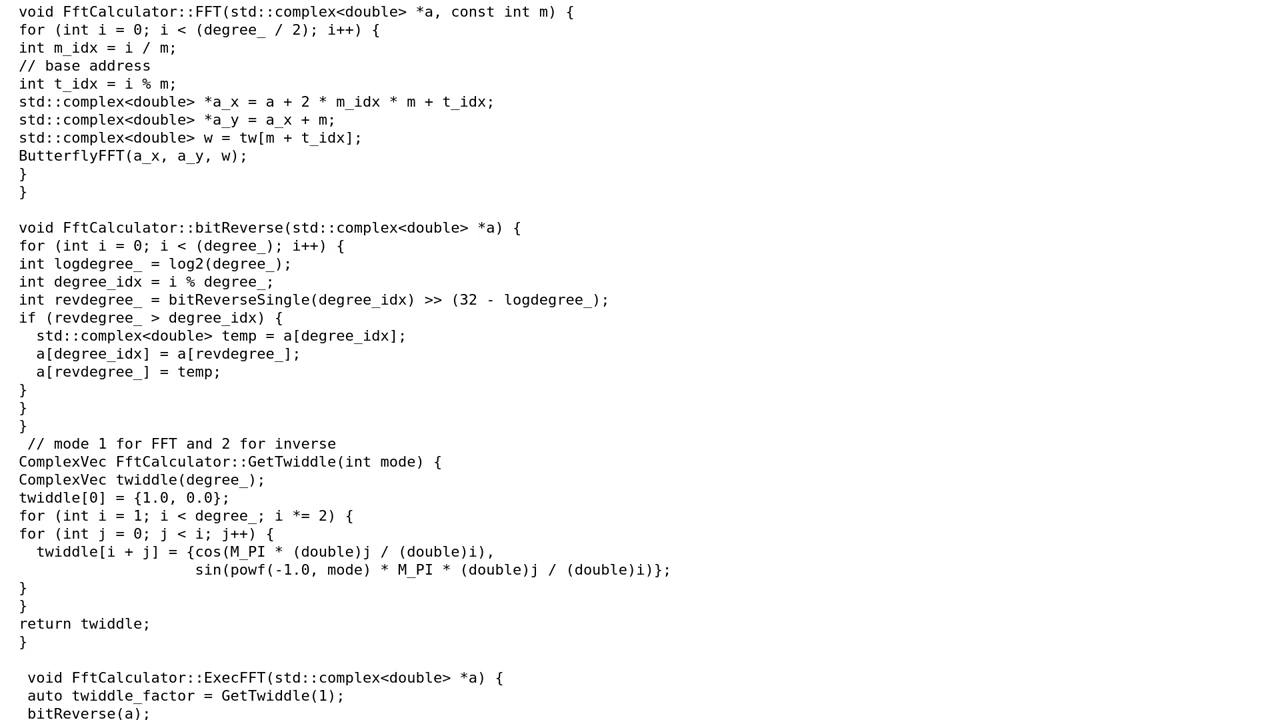 void FftCalculator::FFT(std::complex<double> *a, const int m) {
for (int i = 0; i < (degree_ / 2); i++) {
int m_idx = i / m;
// base address
int t_idx = i % m;
std::complex<double> *a_x = a + 2 * m_idx * m + t_idx;
std::complex<double> *a_y = a_x + m;
std::complex<double> w = tw[m + t_idx];
ButterflyFFT(a_x, a_y, w);
}
}

void FftCalculator::bitReverse(std::complex<double> *a) {
for (int i = 0; i < (degree_); i++) {
int logdegree_ = log2(degree_);
int degree_idx = i % degree_;
int revdegree_ = bitReverseSingle(degree_idx) >> (32 - logdegree_);
if (revdegree_ > degree_idx) {
  std::complex<double> temp = a[degree_idx];
  a[degree_idx] = a[revdegree_];
  a[revdegree_] = temp;
}
}
}
 // mode 1 for FFT and 2 for inverse
ComplexVec FftCalculator::GetTwiddle(int mode) {
ComplexVec twiddle(degree_);
twiddle[0] = {1.0, 0.0};
for (int i = 1; i < degree_; i *= 2) {
for (int j = 0; j < i; j++) {
  twiddle[i + j] = {cos(M_PI * (double)j / (double)i),
                    sin(powf(-1.0, mode) * M_PI * (double)j / (double)i)};
}
}
return twiddle;
}

 void FftCalculator::ExecFFT(std::complex<double> *a) {
 auto twiddle_factor = GetTwiddle(1);
 bitReverse(a);